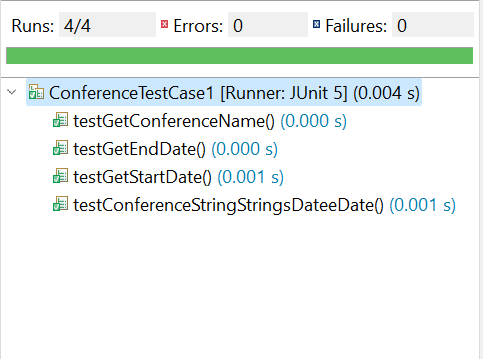 Runs: 4/4 Errors: 0 Failures: 0
ConferenceTestCase1 [Runner: JUnit 5] (0.004 s)
testGetConferenceName() (0.000 s)
testGetEndDate() (0.000 s)
testGetStartDate() (0.001 s)
testConferenceStringStringsDateeDate() (0.001 s)